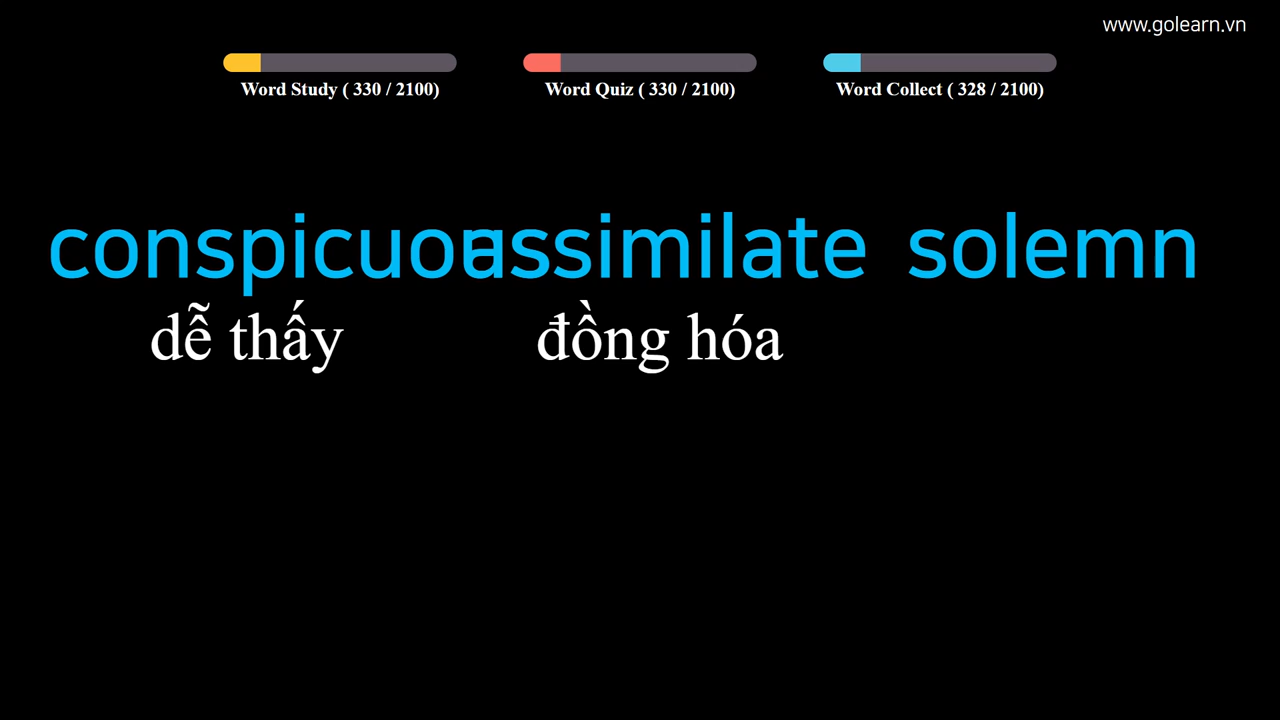 www.golearn.vn
Word Study ( 330 / 2100) Word Quiz ( 330 / 2100) Word Collect ( 328 / 2100)
assimilate solemn
dễ thấy đồng hóa